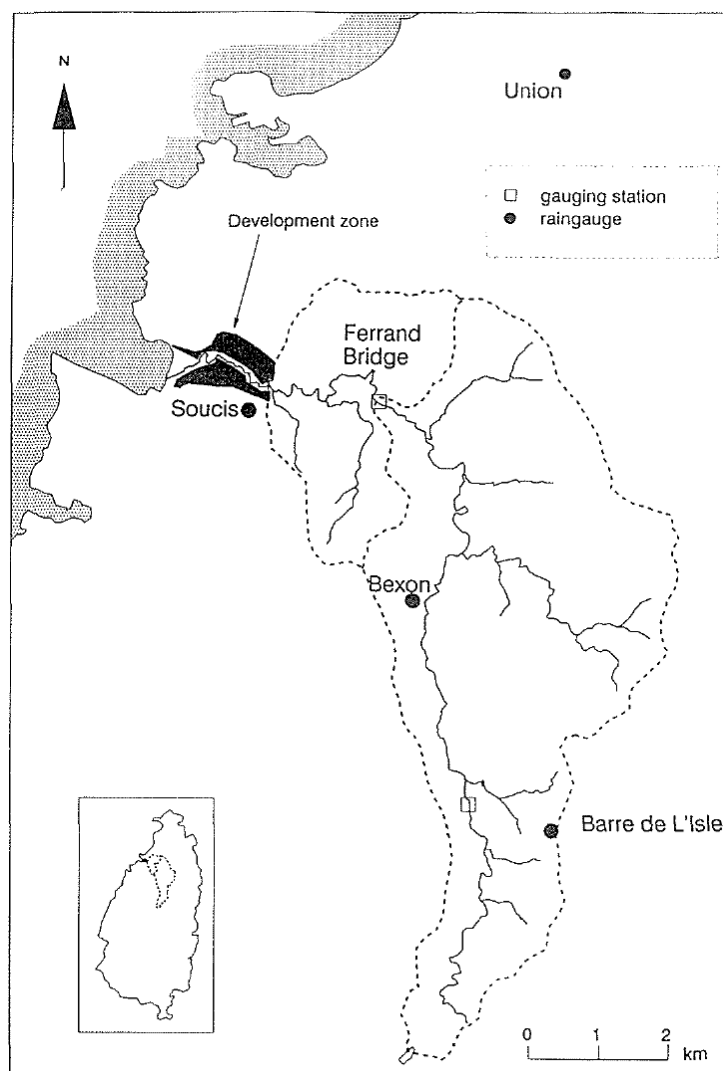 N
Union
gauging station
raingauge
Development zone
Ferrand
Bridge
Soucis
Bexon
Barre de L'Isle
0 1 2
km